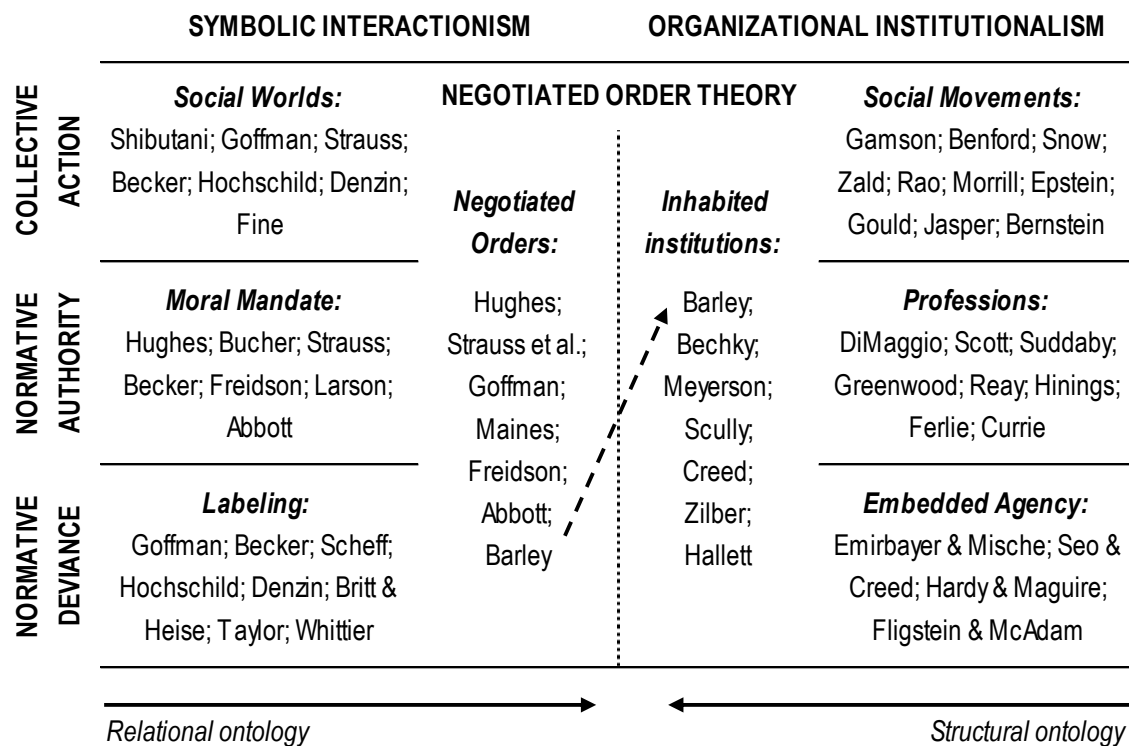 SYMBOLIC INTERACTIONISM
ORGANIZATIONAL INSTITUTIONALISM
COLLECTIVE
ACTION
Social Worlds:
Shibutani; Goffman; Strauss;
Becker; Hochschild; Denzin;
Fine
NEGOTIATED ORDER THEORY
Negotiated
Orders:
Hughes;
Strauss et al.;
Goffman;
Maines;
Freidson;
Abbott;
Barley
Inhabited
institutions:
Barley;
Bechky;
Meyerson;
Scully;
Creed;
Zilber;
Hallett
Social Movements:
Gamson; Benford; Snow;
Zald; Rao; Morrill; Epstein;
Gould; Jasper; Bernstein
NORMATIVE
AUTHORITY
Moral Mandate:
Hughes; Bucher; Strauss;
Becker; Freidson; Larson;
Abbott
Professions:
DiMaggio; Scott; Suddaby;
Greenwood; Reay; Hinings;
Ferlie; Currie
NORMATIVE
DEVIANCE
Labeling:
Goffman; Becker; Scheff;
Hochschild; Denzin; Britt &
Heise; Taylor; Whittier
Embedded Agency:
Emirbayer & Mische; Seo &
Creed; Hardy & Maguire;
Fligstein & McAdam
Relational ontology
Structural ontology